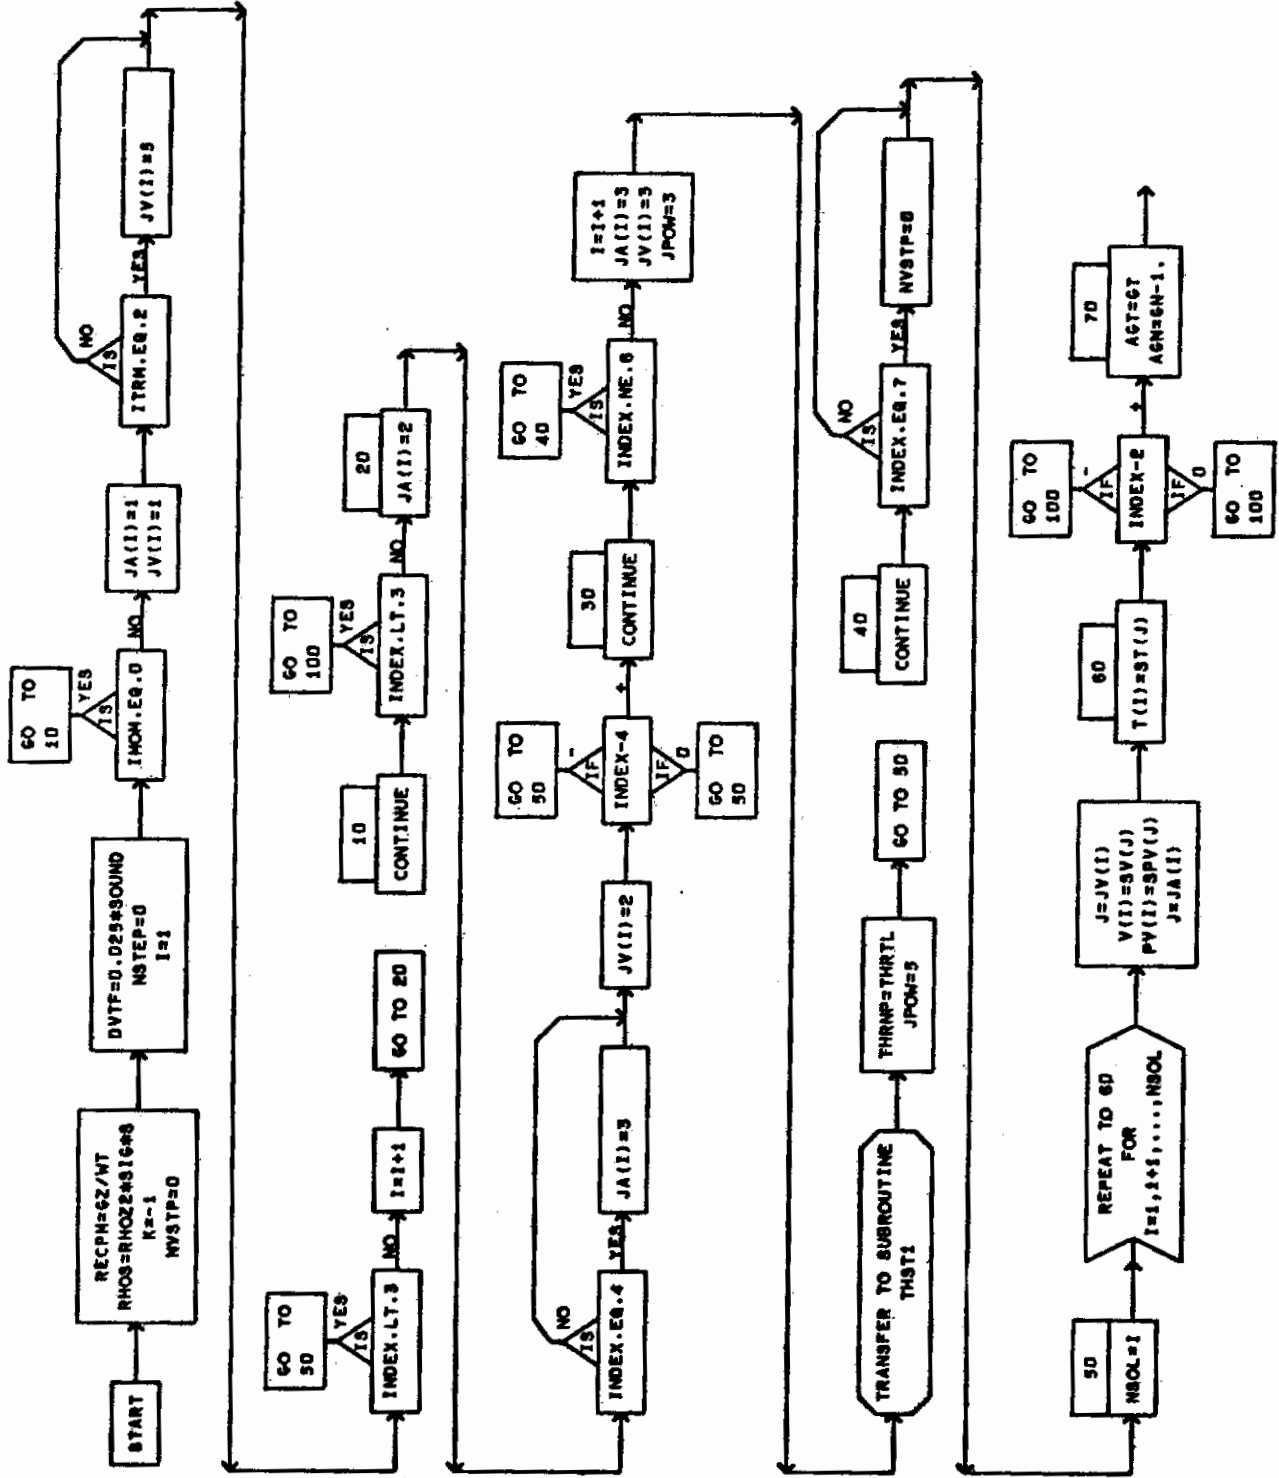 START
RECPM=GZ/WT
RHOS=RHOZ2*SIG*S
K=-1
NVSTP=0
DVTF=0.025*SOUND
NSTEP=0
I=1
GO TO
10
YES
IS
IMOM.EQ.0
NO
JA(I)=1
JV(I)=1
NO
IS
ITRM.EQ.2
YES
JV(I)=3
GO TO
50
YES
IS
INDEX.LT.3
NO
I=I+1
GO TO 20
10
CONTINUE
GO TO
100
YES
IS
INDEX.LT.3
NO
20
JA(I)=2
NO
IS
INDEX.EQ.4
YES
JA(I)=3
JV(I)=2
GO TO
50
-
IF
INDEX-4
+
IF
0
GO TO
50
30
CONTINUE
GO TO
40
YES
IS
INDEX.NE.6
NO
I=I+1
JA(I)=3
JV(I)=3
JPOW=3
TRANSFER TO SUBROUTINE
THST1
THRNP=THRTL
JPOW=3
GO TO 50
40
CONTINUE
NO
IS
INDEX.EQ.7
YES
NVSTP=0
50
NSOL=I
REPEAT TO 60
FOR
I=1,1+1,...,NSOL
J=JV(I)
V(I)=SV(J)
PV(I)=SPV(J)
J=JA(I)
60
T(I)=ST(J)
GO TO
100
-
IF
INDEX-2
+
IF
0
GO TO
100
70
AGT=GT
AGN=GN-1.